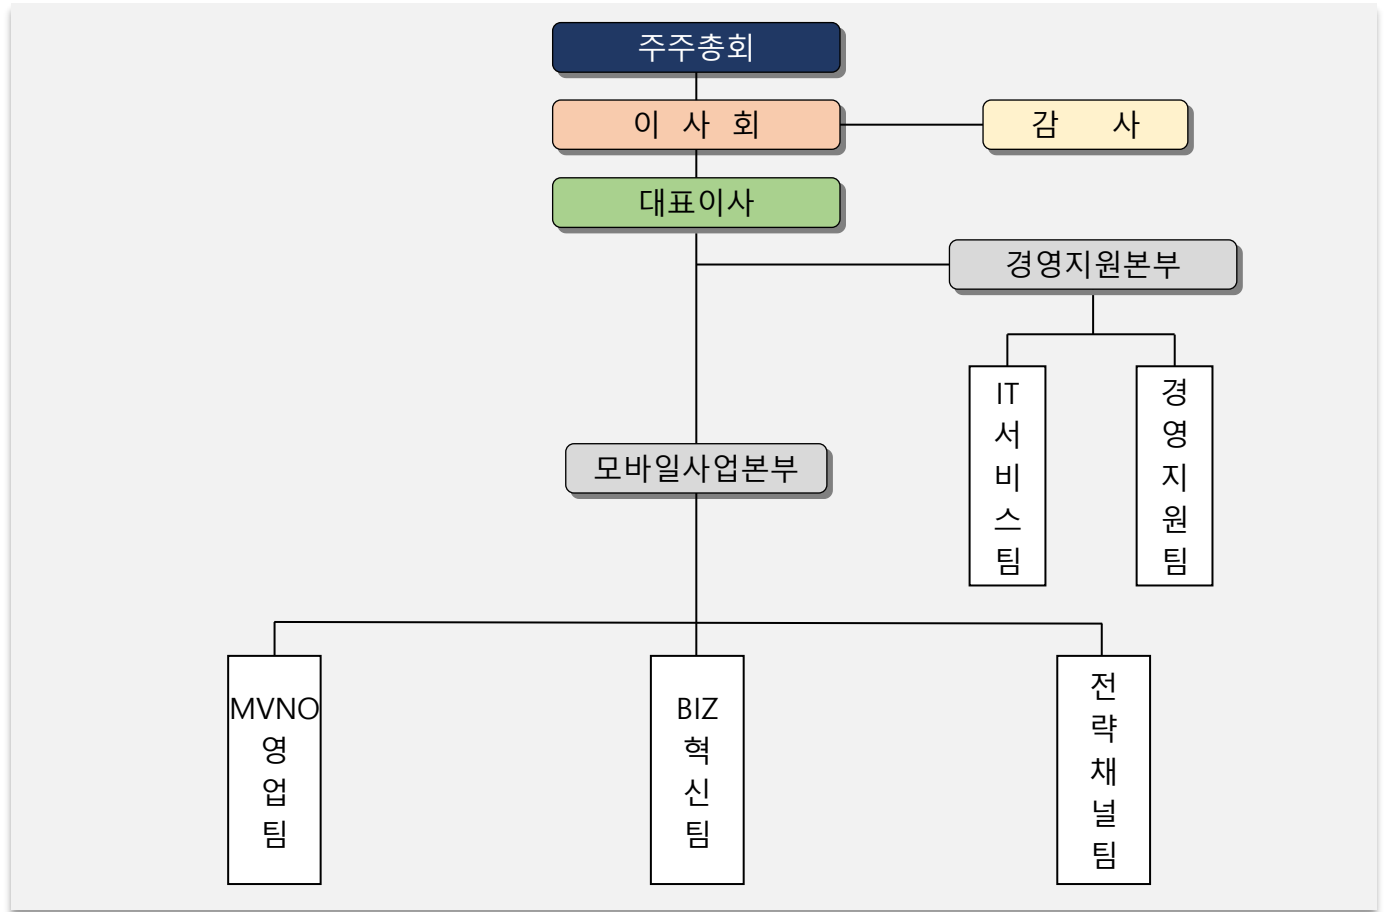 주주총회
이 사 회
감 사
대표이사
경영지원본부
IT
서
비
스
팀
경
영
지
원
팀
모바일사업본부
MVNO
영
업
팀
BIZ
혁
신
팀
전
략
채
널
팀